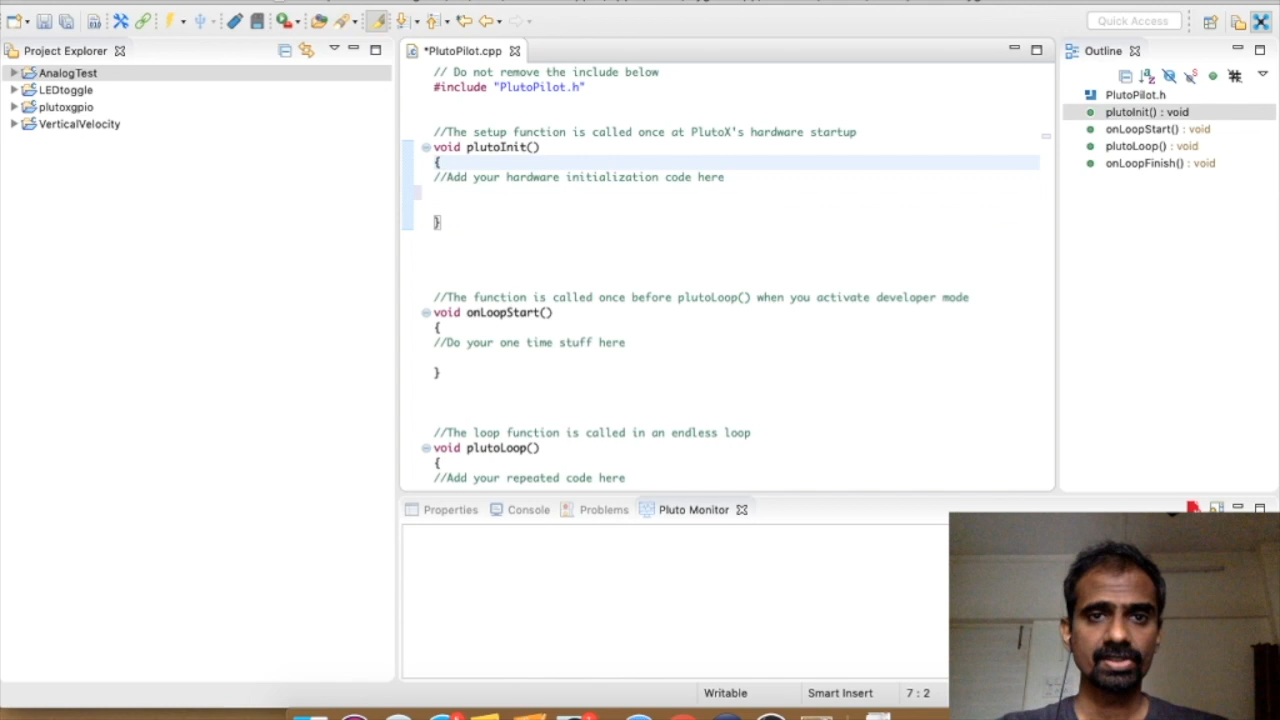 Quick Access
Project Explorer
AnalogTest
LEDtoggle
plutoxgpio
VerticalVelocity
*PlutoPilot.cpp
// Do not remove the include below
#include "PlutoPilot.h"
//The setup function is called once at PlutoX's hardware startup
void plutoInit()
{
//Add your hardware initialization code here
}
//The function is called once before plutoLoop() when you activate developer mode
void onLoopStart()
{
//Do your one time stuff here
}
//The loop function is called in an endless loop
void plutoLoop()
{
//Add your repeated code here
Outline
PlutoPilot.h
plutoInit() : void
onLoopStart() : void
plutoLoop() : void
onLoopFinish() : void
Properties
Console
Problems
Pluto Monitor
Writable
Smart Insert
7 : 2